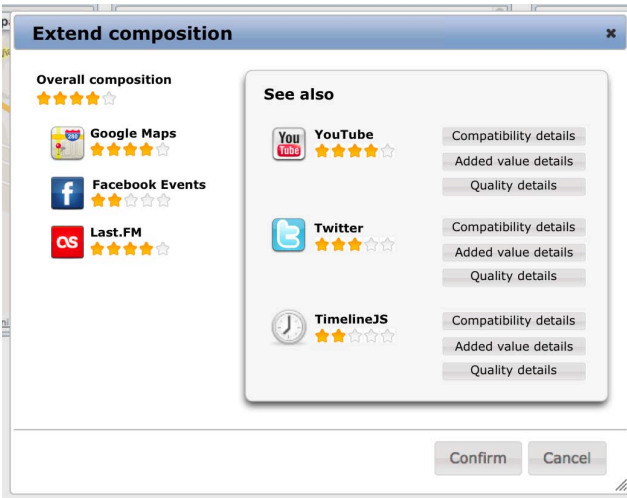 Extend composition
Overall composition
Google Maps
Facebook Events
Last.FM
See also
You
Tube
YouTube
Compatibility details
Added value details
Quality details
Twitter
Compatibility details
Added value details
Quality details
TimelineJS
Compatibility details
Added value details
Quality details
Confirm
Cancel